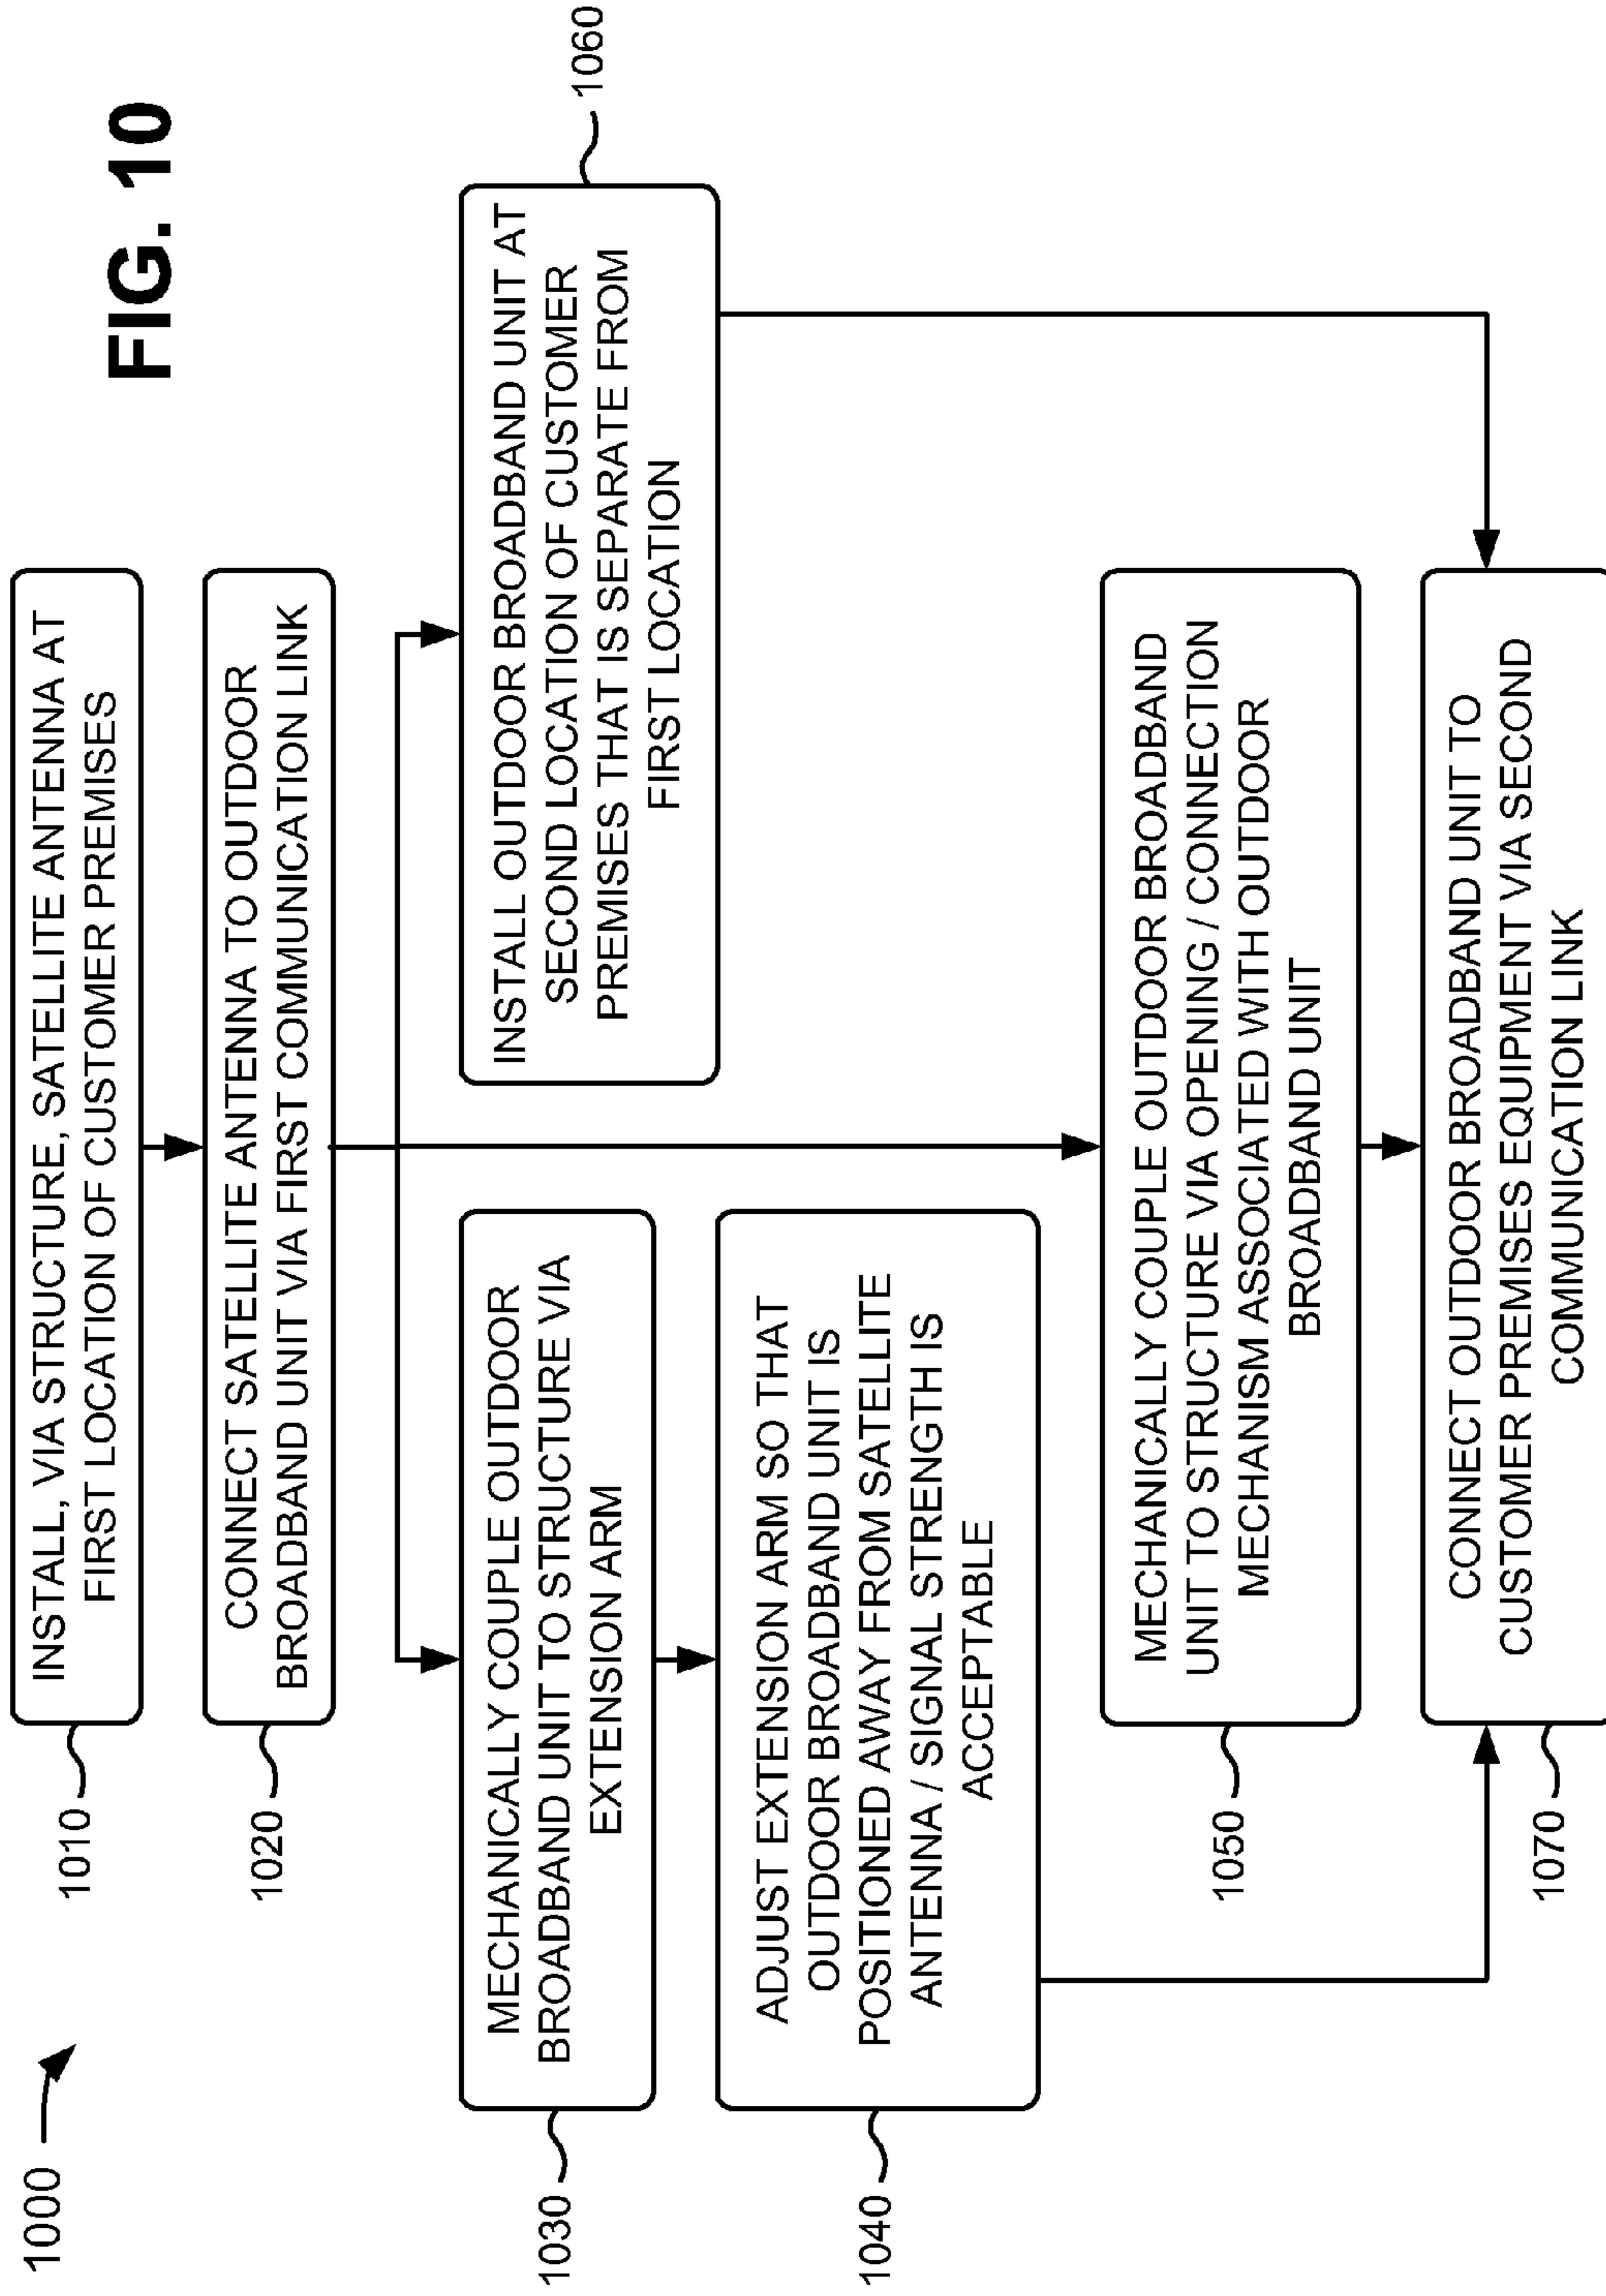 FIG. 10
1000
1010
INSTALL, VIA STRUCTURE, SATELLITE ANTENNA AT
FIRST LOCATION OF CUSTOMER PREMISES
1020
CONNECT SATELLITE ANTENNA TO OUTDOOR
BROADBAND UNIT VIA FIRST COMMUNICATION LINK
1030
MECHANICALLY COUPLE OUTDOOR
BROADBAND UNIT TO STRUCTURE VIA
EXTENSION ARM
1040
ADJUST EXTENSION ARM SO THAT
OUTDOOR BROADBAND UNIT IS
POSITIONED AWAY FROM SATELLITE
ANTENNA / SIGNAL STRENGTH IS
ACCEPTABLE
1060
INSTALL OUTDOOR BROADBAND UNIT AT
SECOND LOCATION OF CUSTOMER
PREMISES THAT IS SEPARATE FROM
FIRST LOCATION
1050
MECHANICALLY COUPLE OUTDOOR BROADBAND
UNIT TO STRUCTURE VIA OPENING / CONNECTION
MECHANISM ASSOCIATED WITH OUTDOOR
BROADBAND UNIT
1070
CONNECT OUTDOOR BROADBAND UNIT TO
CUSTOMER PREMISES EQUIPMENT VIA SECOND
COMMUNICATION LINK